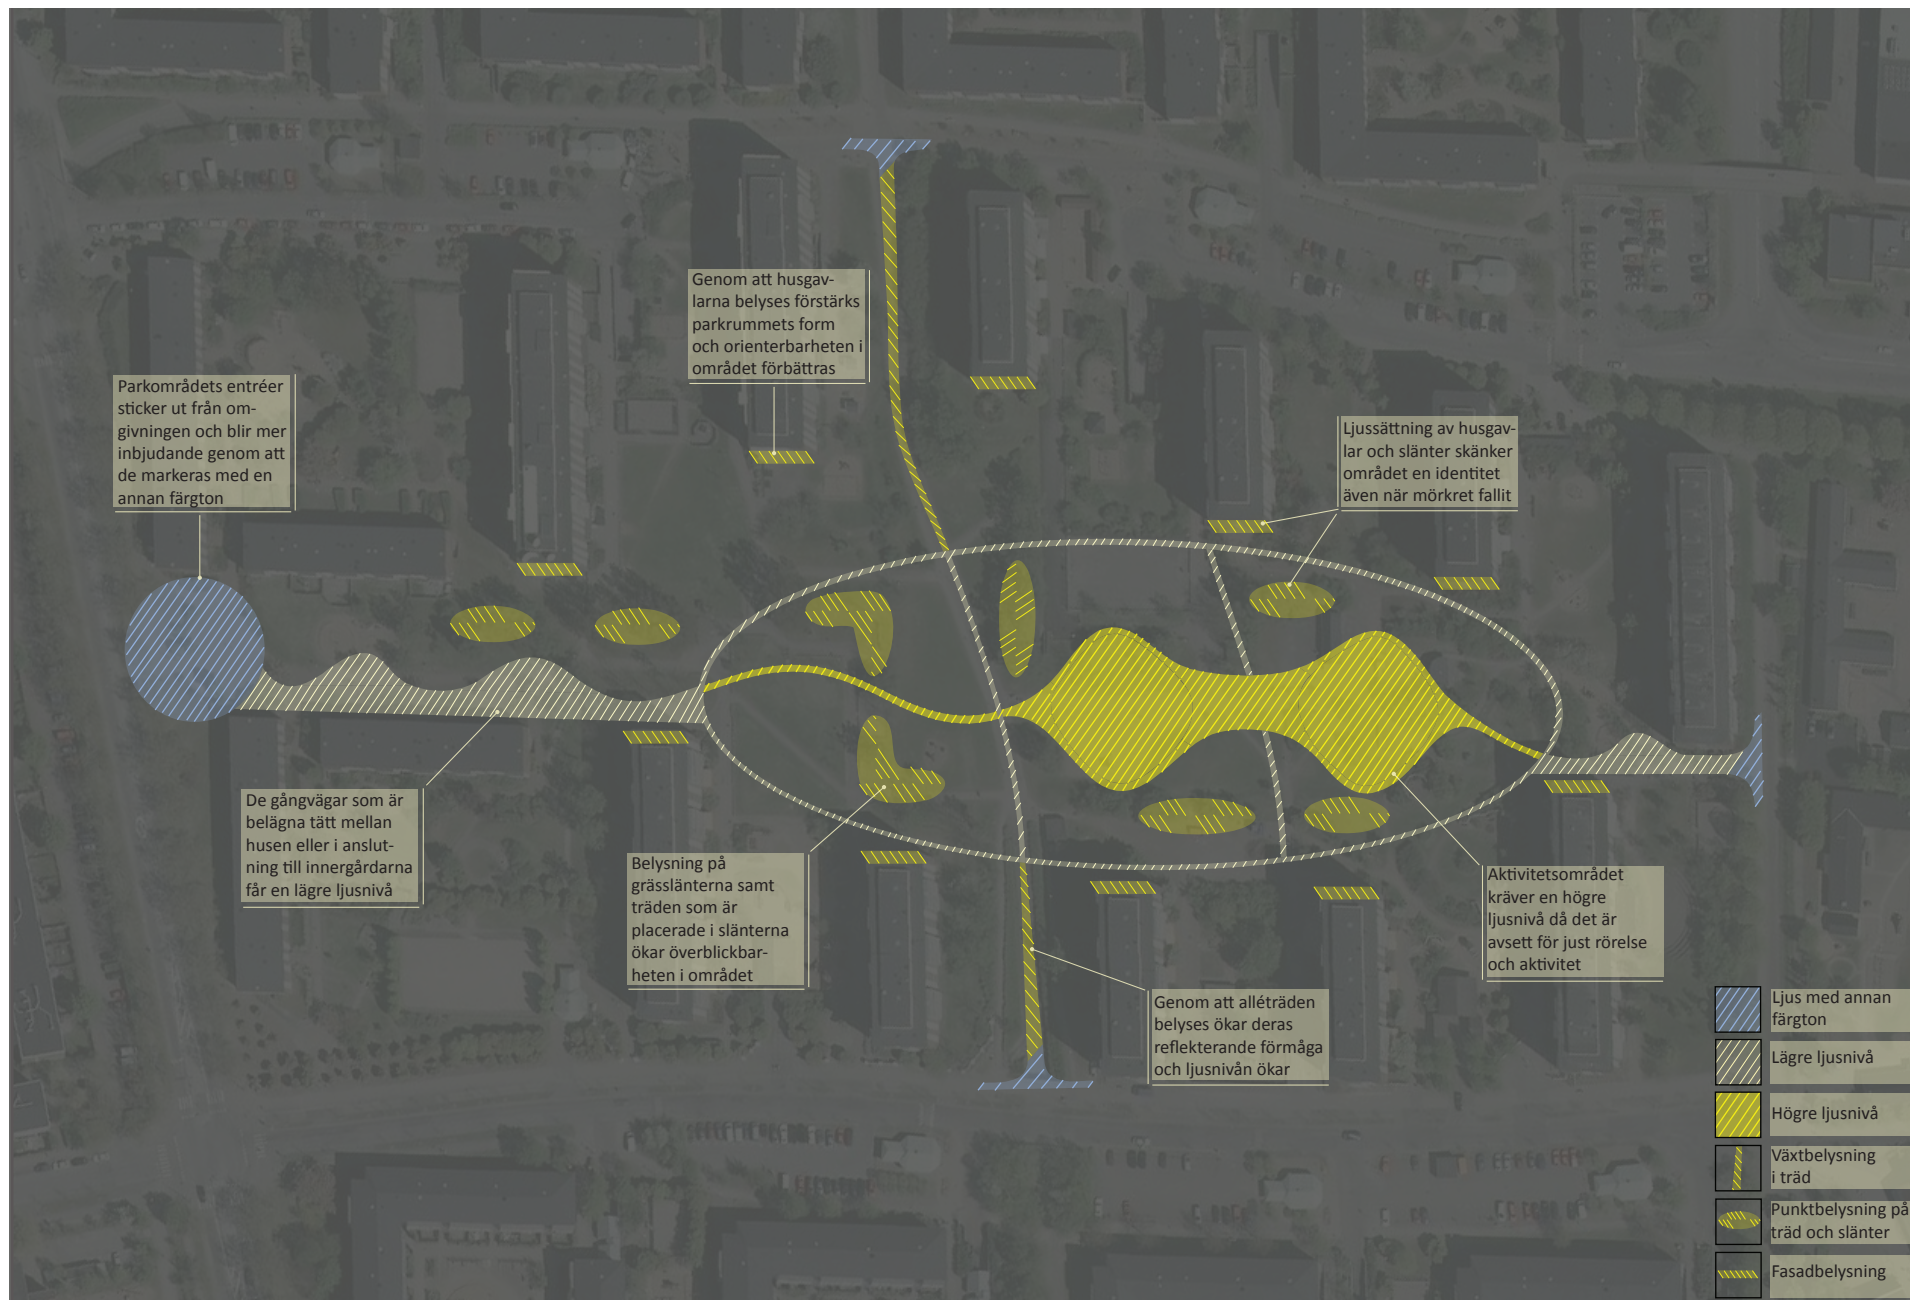 Genom att husgav-
larna belyses förstärks
parkrummets form
och orienterbarheten i
området förbättras
Parkområdets entréer
sticker ut från om-
givningen och blir mer
inbjudande genom att
de markeras med en
annan färgton
Ljussättning av husgav-
lar och slänter skänker
området en identitet
även när mörkret fallit
De gångvägar som är
belägna tätt mellan
husen eller i anslut-
ning till innergårdarna
får en lägre ljusnivå
Belysning på
grässlänterna samt
träden som är
placerade i slänterna
ökar överblickbar-
heten i området
Aktivitetsområdet
kräver en högre
ljusnivå då det är
avsett för just rörelse
och aktivitet
Genom att alléträden
belyses ökar deras
reflekterande förmåga
och ljusnivån ökar
Ljus med annan
färgton
Lägre ljusnivå
Högre ljusnivå
Växtbelysning
i träd
Punktbelysning på
träd och slänter
Fasadbelysning